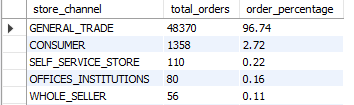 store_channel total_orders order_percentage
GENERAL_TRADE 48370 96.74
CONSUMER 1358 2.72
SELF_SERVICE_STORE 110 0.22
OFFICES_INSTITUTIONS 80 0.16
WHOLE_SELLER 56 0.11